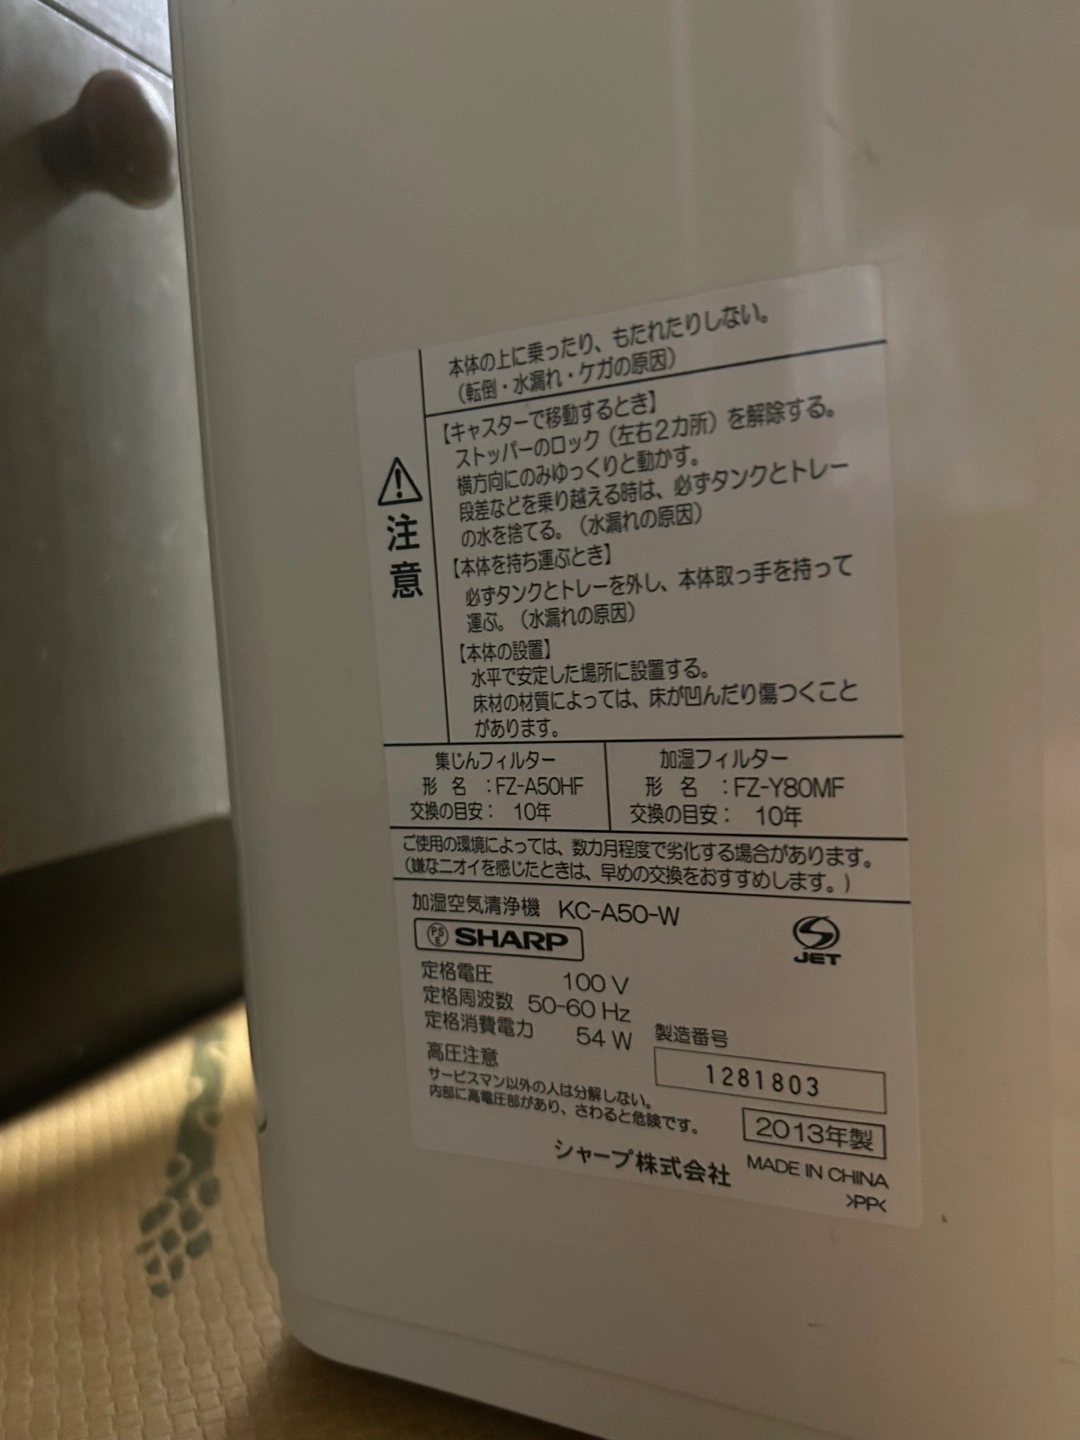 本体の上に乗ったり、もたれたりしない。
（転倒・水漏れ・ケガの原因）
注意
【キャスターで移動するとき】
ストッパーのロック（左右2カ所）を解除する。
横方向にのみゆっくりと動かす。
段差などを乗り越える時は、必ずタンクとトレー
の水を捨てる。（水漏れの原因）
【本体を持ち運ぶとき】
必ずタンクとトレーを外し、本体取っ手を持って
運ぶ。（水漏れの原因）
【本体の設置】
水平で安定した場所に設置する。
床材の材質によっては、床が凹んだり傷つくこと
があります。
集じんフィルター
形名：FZ-A50HF
交換の目安：10年
加湿フィルター
形名：FZ-Y80MF
交換の目安：10年
ご使用の環境によっては、数カ月程度で劣化する場合があります。
（嫌なニオイを感じたときは、早めの交換をおすすめします。）
加湿空気清浄機 KC-A50-W
PSE SHARP
JET
定格電圧 100 V
定格周波数 50-60 Hz
定格消費電力 54 W
製造番号
1281803
高圧注意
サービスマン以外の人は分解しない。
内部に高電圧部があり、さわると危険です。
2013年製
シャープ株式会社
MADE IN CHINA
>PP<